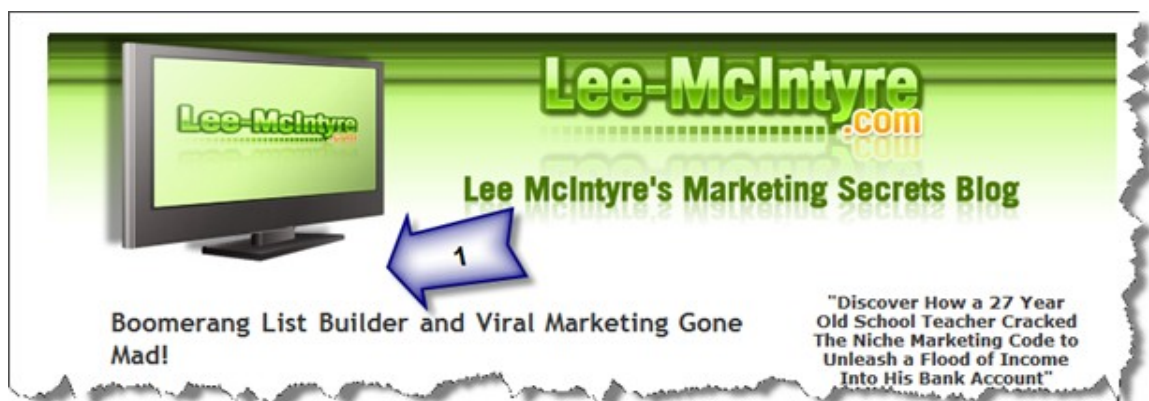 Lee-McIntyre
.com
Lee-McIntyre
.com
Lee McIntyre's Marketing Secrets Blog
1
Boomerang List Builder and Viral Marketing Gone
Mad!
"Discover How a 27 Year
Old School Teacher Cracked
The Niche Marketing Code to
Unleash a Flood of Income
Into His Bank Account"